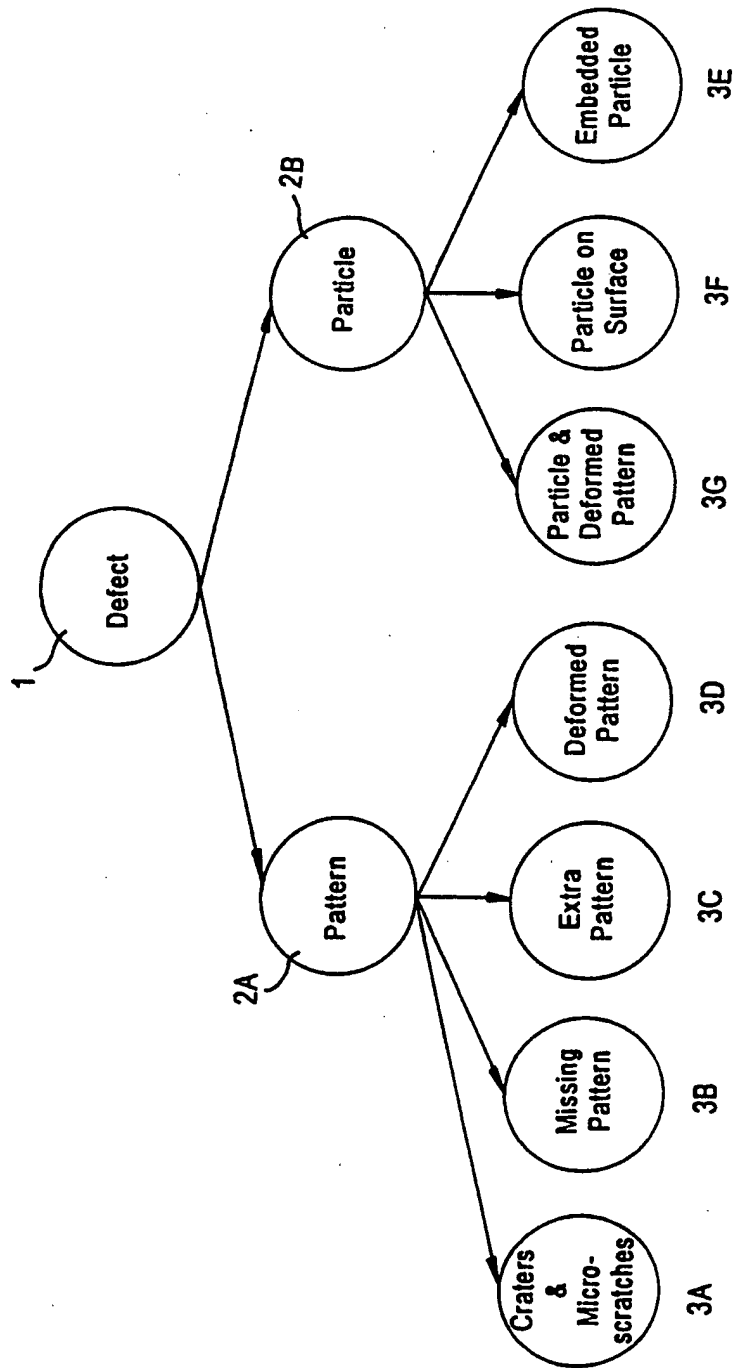 1
Defect
2A
Pattern
2B
Particle
Craters
&
Micro-
scratches
3A
Missing
Pattern
3B
Extra
Pattern
3C
Deformed
Pattern
3D
Particle &
Deformed
Pattern
3G
Particle on
Surface
3F
Embedded
Particle
3E